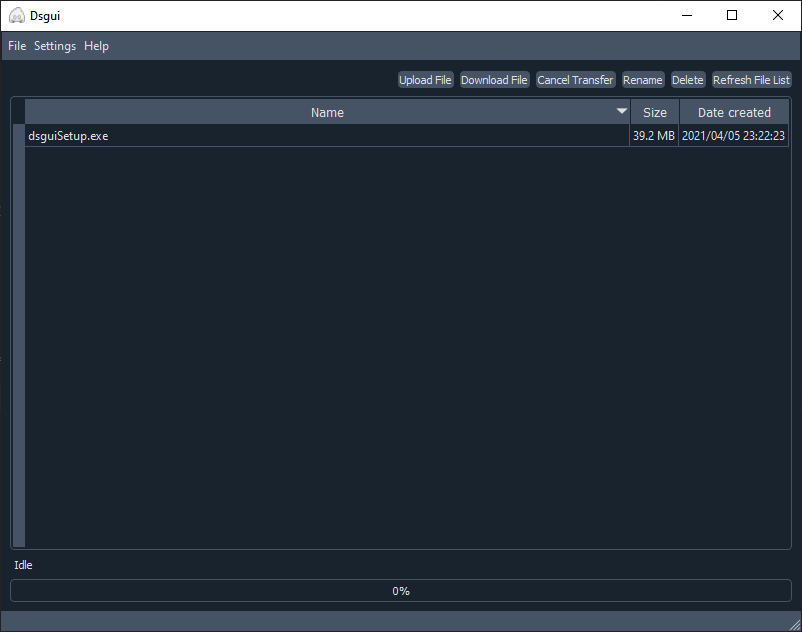 Dsgui
File Settings Help
Upload File Download File Cancel Transfer Rename Delete Refresh File List
Name Size Date created
dsguiSetup.exe 39.2 MB 2021/04/05 23:22:23
Idle
0%